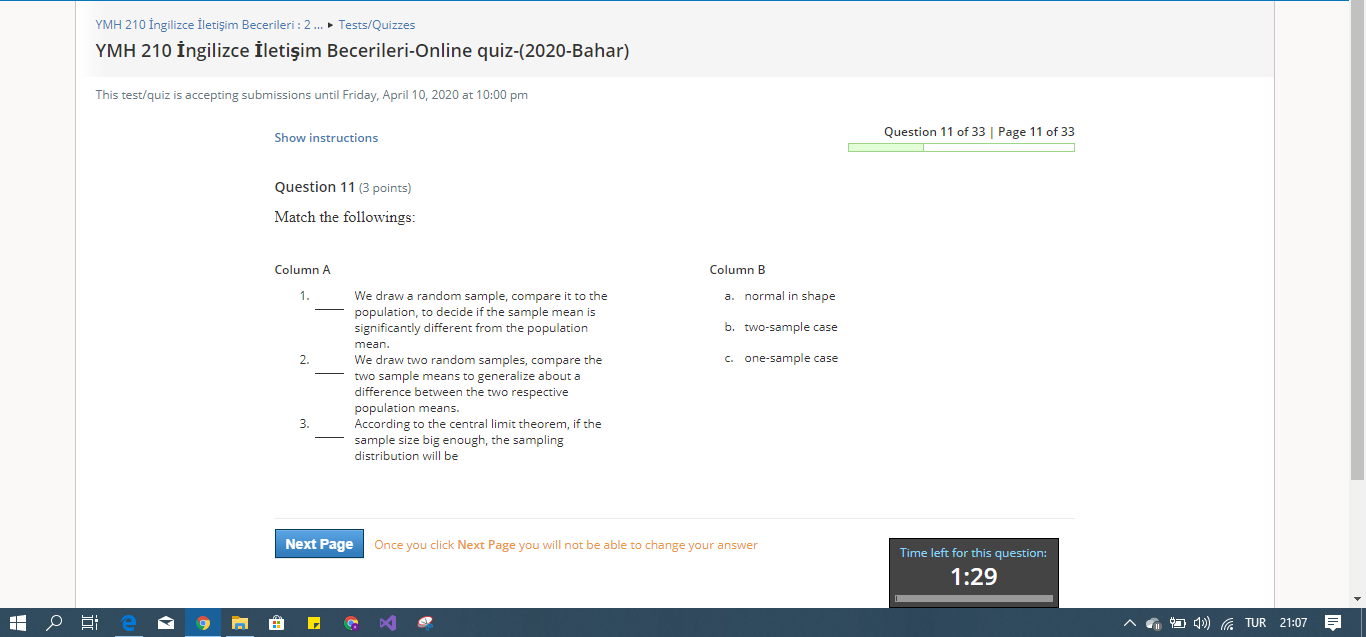 YMH 210 İngilizce İletişim Becerileri : 2 ... ▸ Tests/Quizzes
YMH 210 İngilizce İletişim Becerileri-Online quiz-(2020-Bahar)
This test/quiz is accepting submissions until Friday, April 10, 2020 at 10:00 pm
Show instructions
Question 11 of 33 | Page 11 of 33
Question 11 (3 points)
Match the followings:
Column A
1. ____ We draw a random sample, compare it to the
population, to decide if the sample mean is
significantly different from the population
mean.
2. ____ We draw two random samples, compare the
two sample means to generalize about a
difference between the two respective
population means.
3. ____ According to the central limit theorem, if the
sample size big enough, the sampling
distribution will be
Column B
a. normal in shape
b. two-sample case
c. one-sample case
Next Page Once you click Next Page you will not be able to change your answer
Time left for this question:
1:29
TUR 21:07